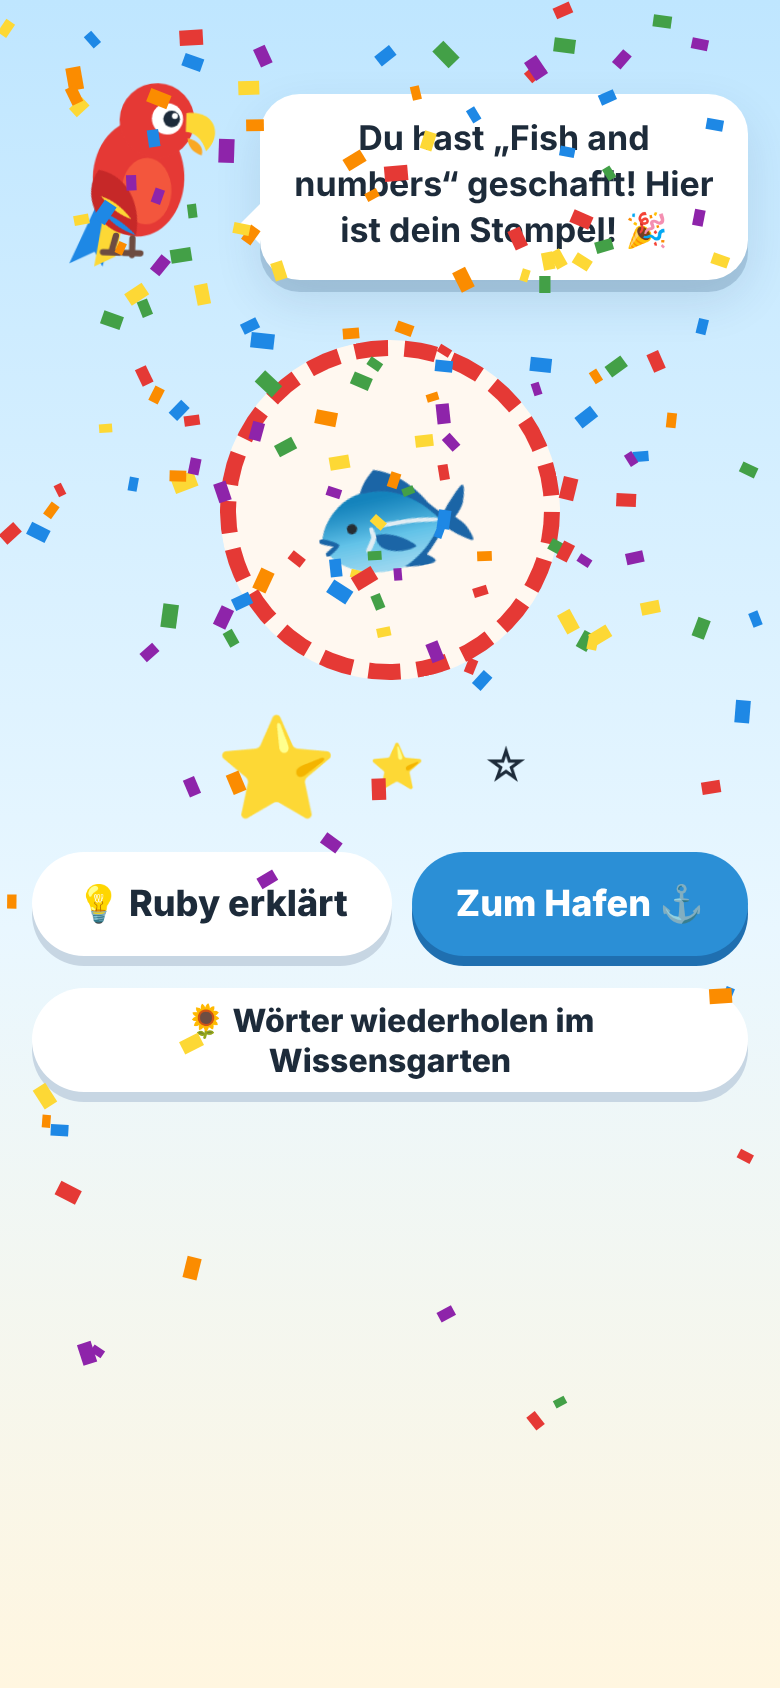 Du hast „Fish and
numbers“ geschafft! Hier
ist dein Stempel! 🎉
💡 Ruby erklärt
Zum Hafen ⚓
🌻 Wörter wiederholen im
Wissensgarten